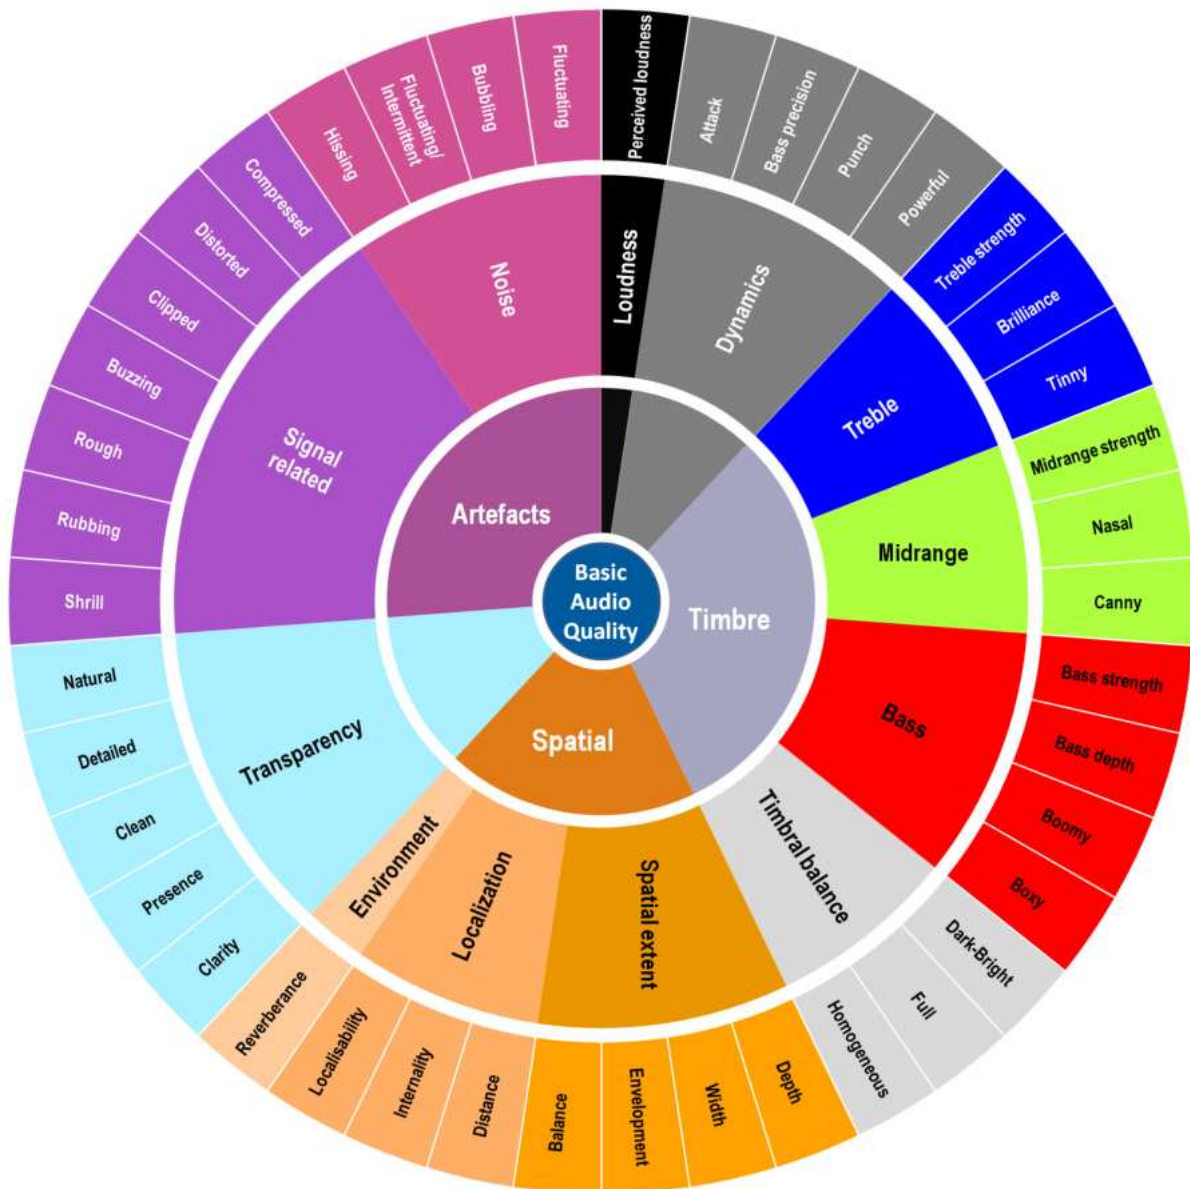 Basic
Audio
Quality
Artefacts
Timbre
Spatial
Loudness
Dynamics
Treble
Midrange
Bass
Timbral balance
Spatial extent
Localization
Environment
Transparency
Signal
related
Noise
Perceived loudness
Attack
Bass precision
Punch
Powerful
Treble strength
Brilliance
Tinny
Midrange strength
Nasal
Canny
Bass strength
Bass depth
Boomy
Boxy
Dark-Bright
Full
Homogeneous
Depth
Width
Envelopment
Balance
Distance
Internality
Localisability
Reverberance
Clarity
Presence
Clean
Detailed
Natural
Shrill
Rubbing
Rough
Buzzing
Clipped
Distorted
Compressed
Hissing
Fluctuating/
Intermittent
Bubbling
Fluctuating